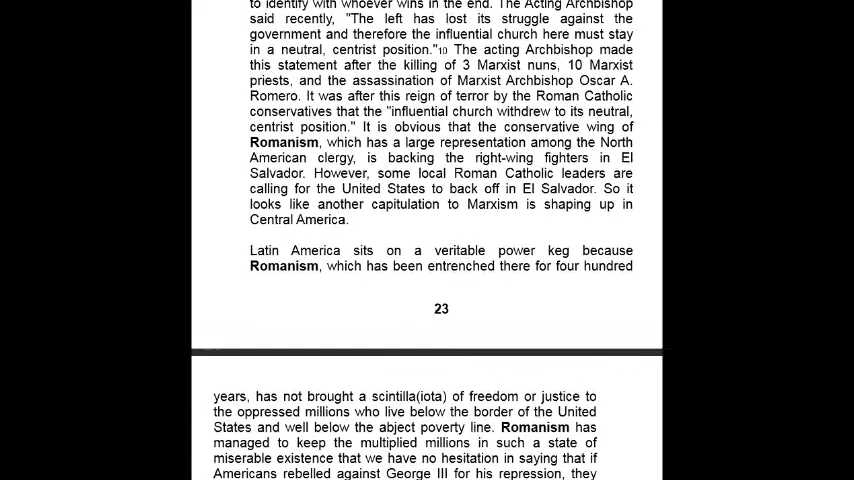 to identify with whoever wins in the end. The Acting Archbishop
said recently, "The left has lost its struggle against the
government and therefore the influential church here must stay
in a neutral, centrist position."10 The acting Archbishop made
this statement after the killing of 3 Marxist nuns, 10 Marxist
priests, and the assassination of Marxist Archbishop Oscar A.
Romero. It was after this reign of terror by the Roman Catholic
conservatives that the "influential church withdrew to its neutral,
centrist position." It is obvious that the conservative wing of
Romanism, which has a large representation among the North
American clergy, is backing the right-wing fighters in El
Salvador. However, some local Roman Catholic leaders are
calling for the United States to back off in El Salvador. So it
looks like another capitulation to Marxism is shaping up in
Central America.
Latin America sits on a veritable power keg because
Romanism, which has been entrenched there for four hundred
23
years, has not brought a scintilla(iota) of freedom or justice to
the oppressed millions who live below the border of the United
States and well below the abject poverty line. Romanism has
managed to keep the multiplied millions in such a state of
miserable existence that we have no hesitation in saying that if
Americans rebelled against George III for his repression, they